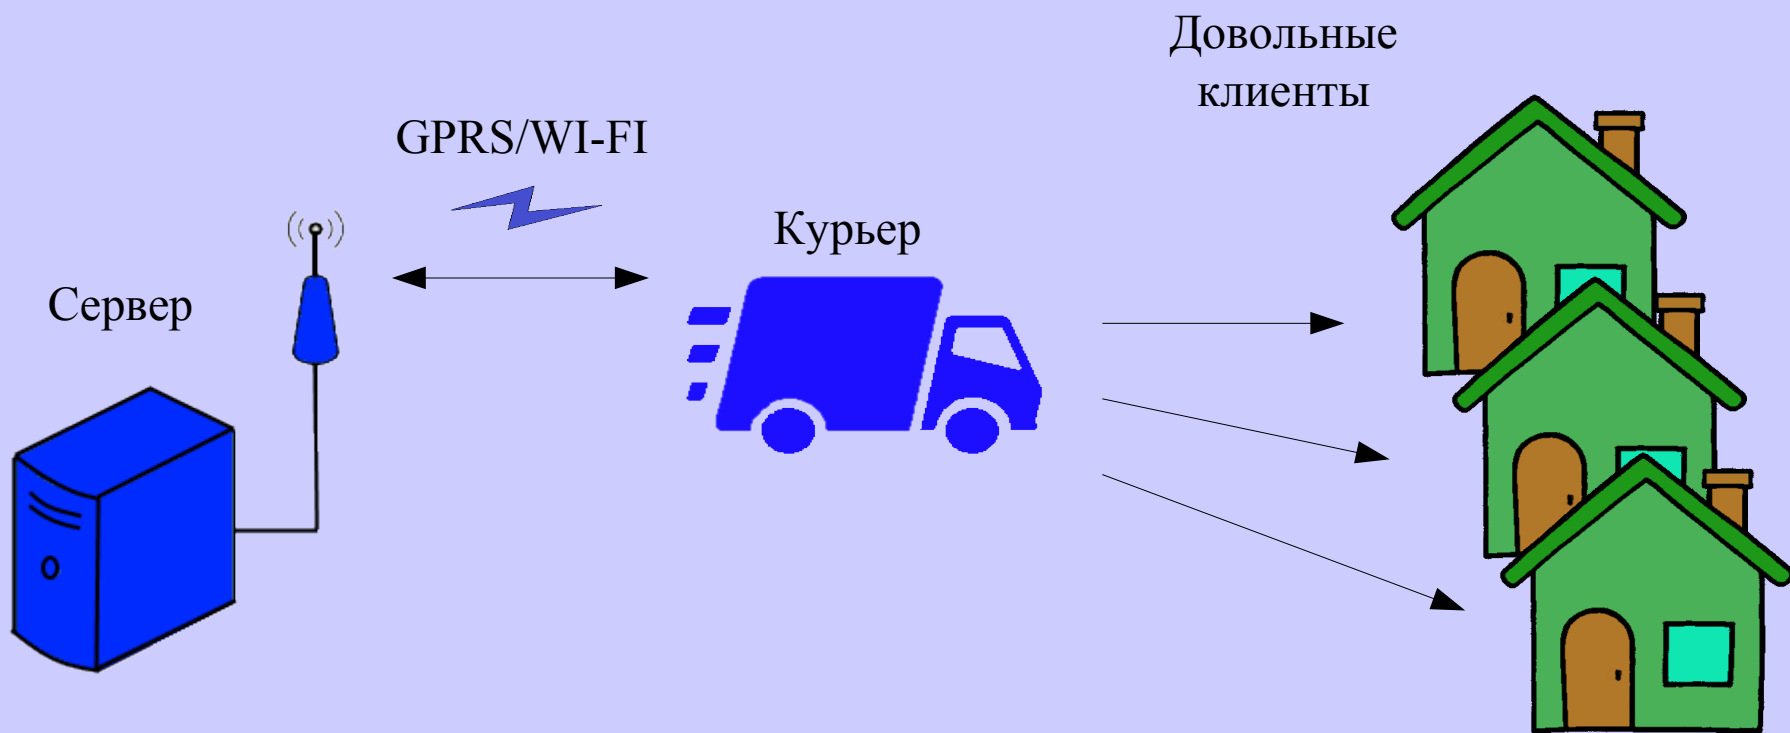 Довольные
клиенты
GPRS/WI-FI
Курьер
Сервер